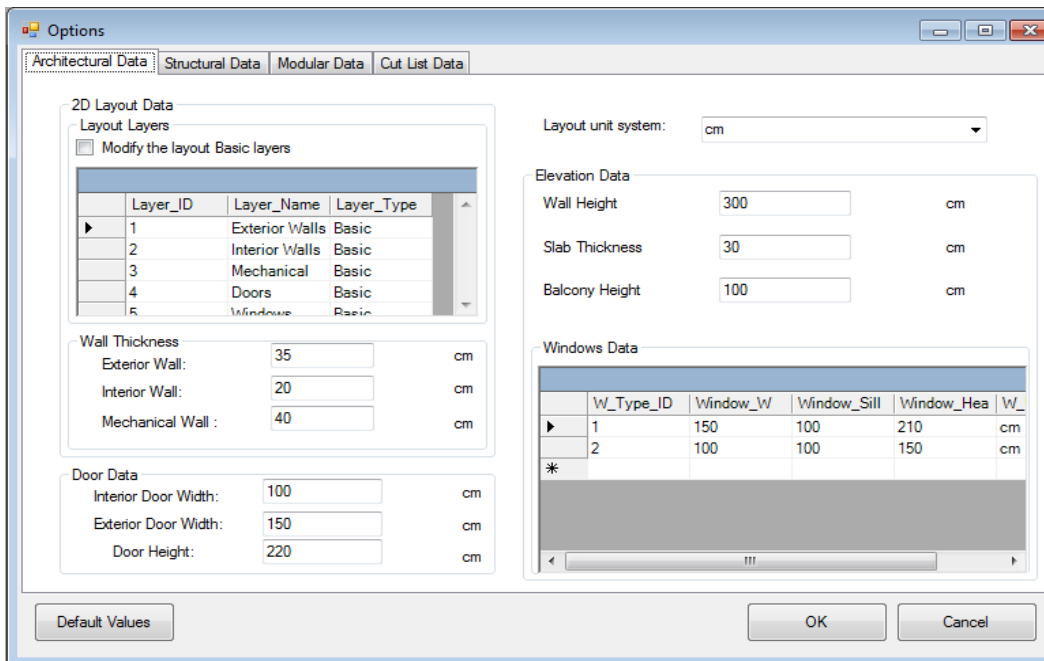 Options
Architectural Data Structural Data Modular Data Cut List Data
2D Layout Data
Layout Layers
Modify the layout Basic layers
Layer_ID Layer_Name Layer_Type
1 Exterior Walls Basic
2 Interior Walls Basic
3 Mechanical Basic
4 Doors Basic
5 Windows Basic
Wall Thickness
Exterior Wall: 35 cm
Interior Wall: 20 cm
Mechanical Wall : 40 cm
Door Data
Interior Door Width: 100 cm
Exterior Door Width: 150 cm
Door Height: 220 cm
Layout unit system: cm
Elevation Data
Wall Height 300 cm
Slab Thickness 30 cm
Balcony Height 100 cm
Windows Data
W_Type_ID Window_W Window_Sill Window_Hea W_
1 150 100 210 cm
2 100 100 150 cm
Default Values OK Cancel